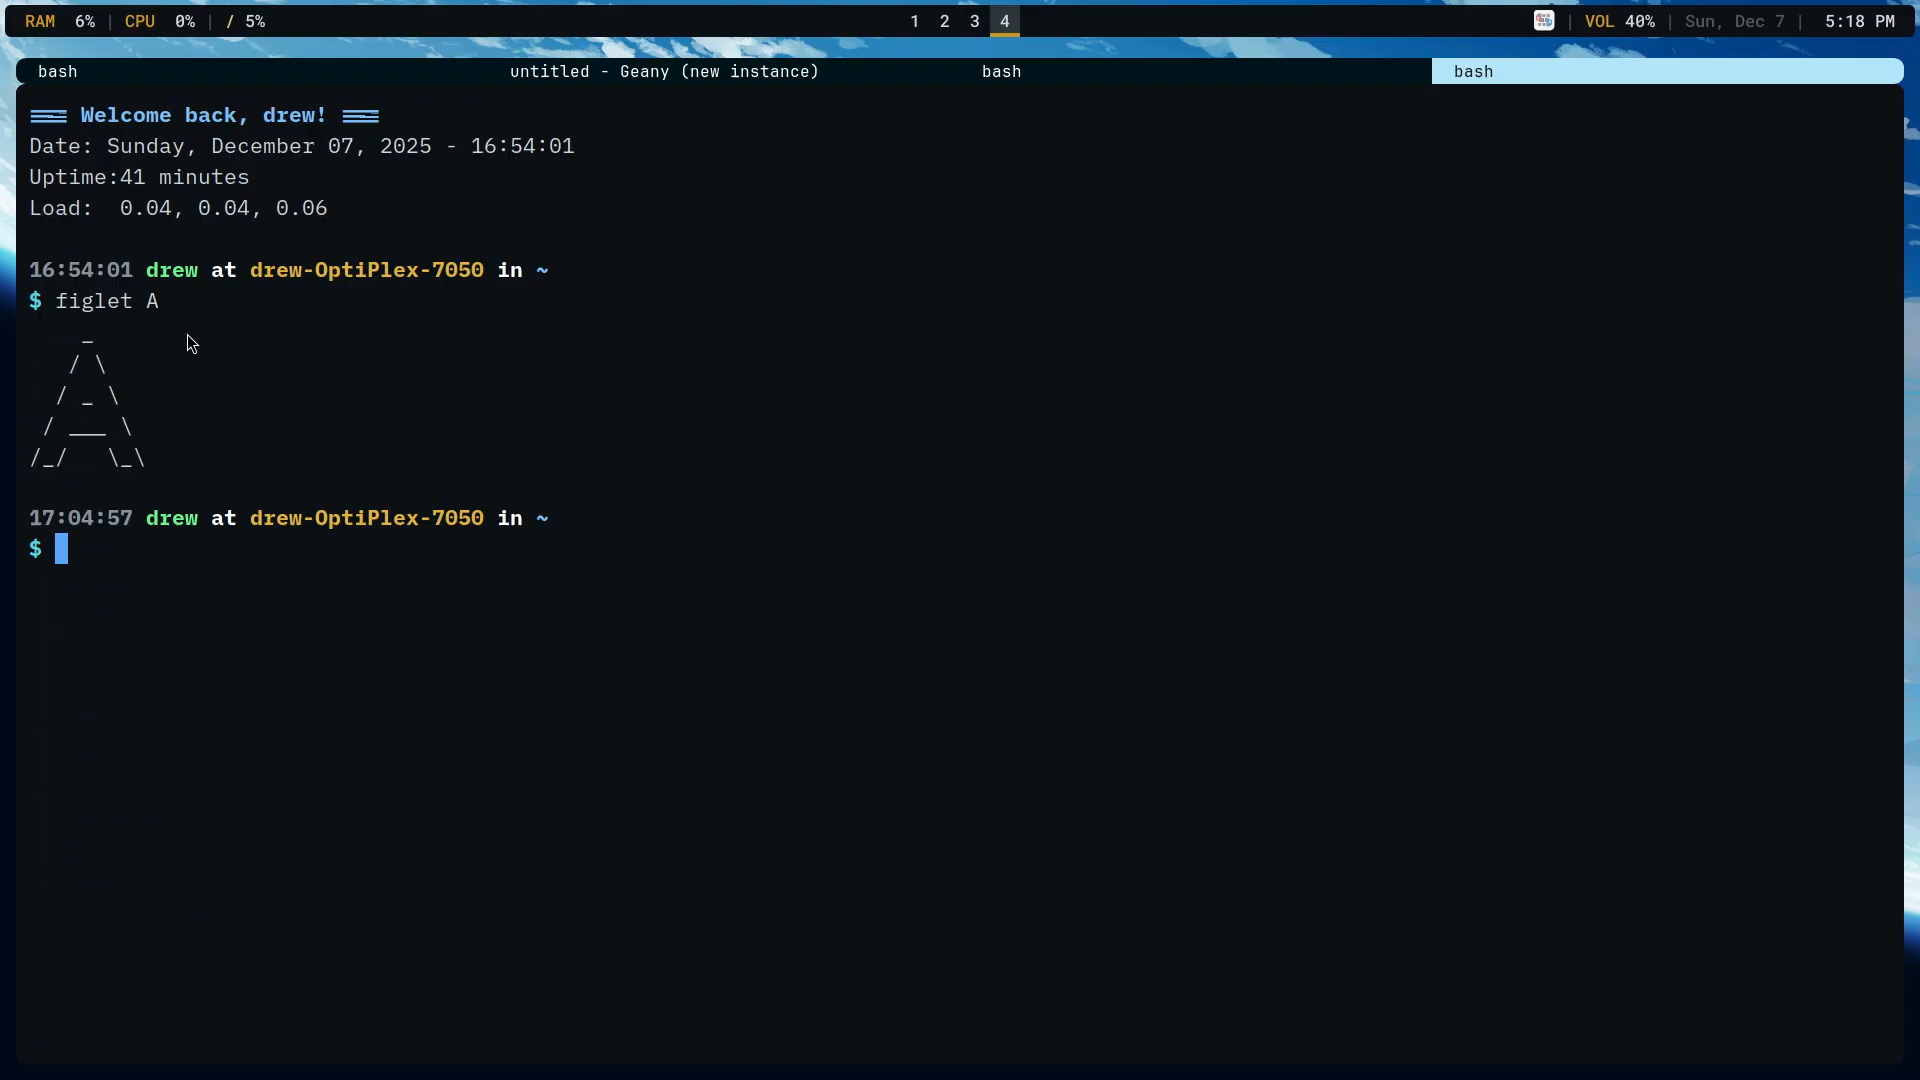 RAM 6% | CPU 0% | / 5% 1 2 3 4 | VOL 40% | Sun, Dec 7 | 5:18 PM
bash untitled - Geany (new instance) bash bash
=== Welcome back, drew! ===
Date: Sunday, December 07, 2025 - 16:54:01
Uptime:41 minutes
Load:  0.04, 0.04, 0.06
16:54:01 drew at drew-OptiPlex-7050 in ~
$ figlet A
    _
   / \
  / _ \
 / ___ \
/_/   \_\
17:04:57 drew at drew-OptiPlex-7050 in ~
$